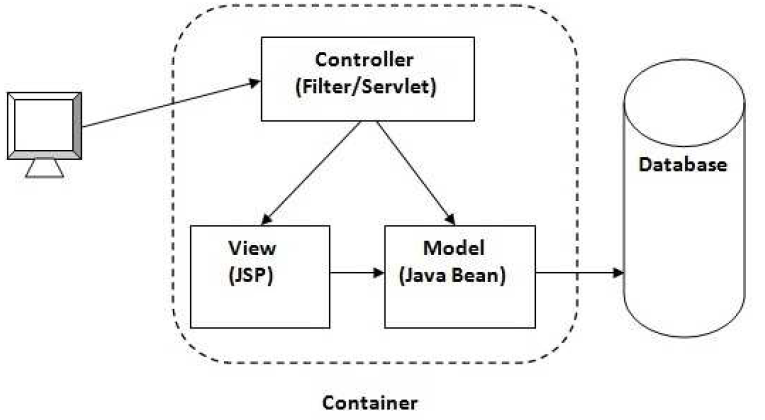 Controller
(Filter/Servlet)
Database
View
(JSP)
Model
(Java Bean)
Container